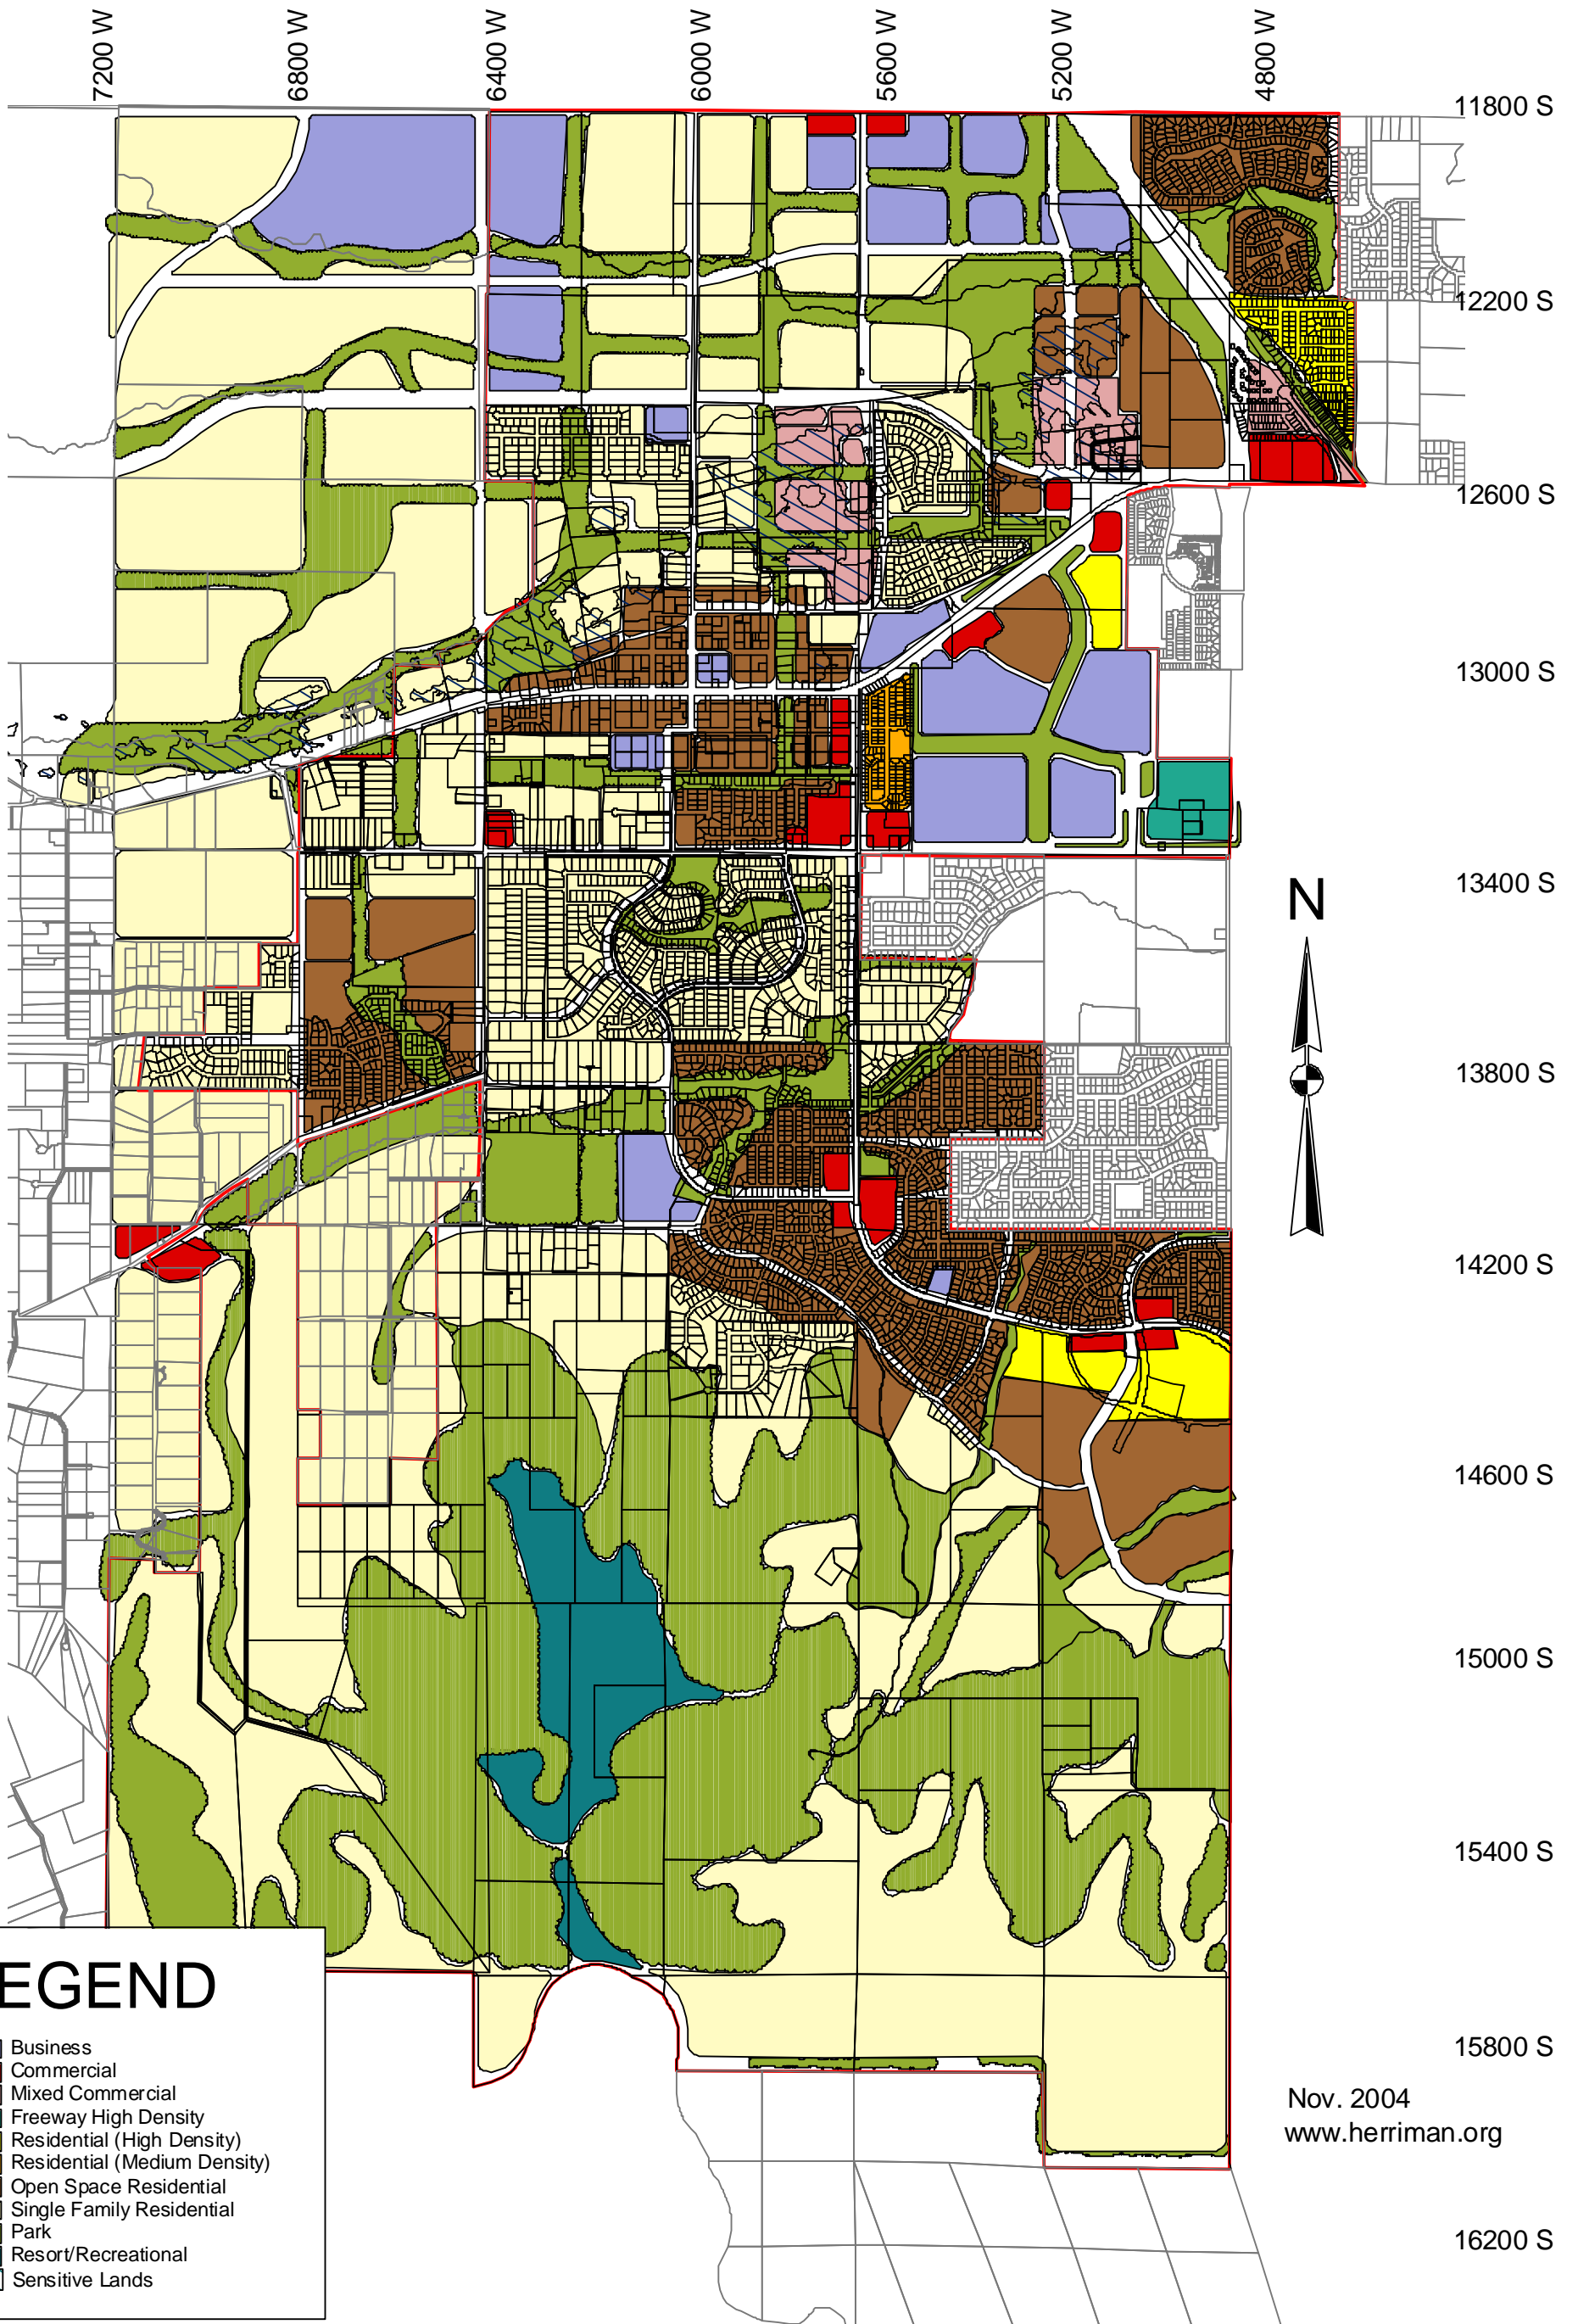 7200 W
6800 W
6400 W
6000 W
5600 W
5200 W
4800 W
11800 S
12200 S
12600 S
13000 S
13400 S
N
13800 S
14200 S
14600 S
15000 S
15400 S
15800 S
Nov. 2004
www.herriman.org
16200 S
EGEND
Business
Commercial
Mixed Commercial
Freeway High Density
Residential (High Density)
Residential (Medium Density)
Open Space Residential
Single Family Residential
Park
Resort/Recreational
Sensitive Lands